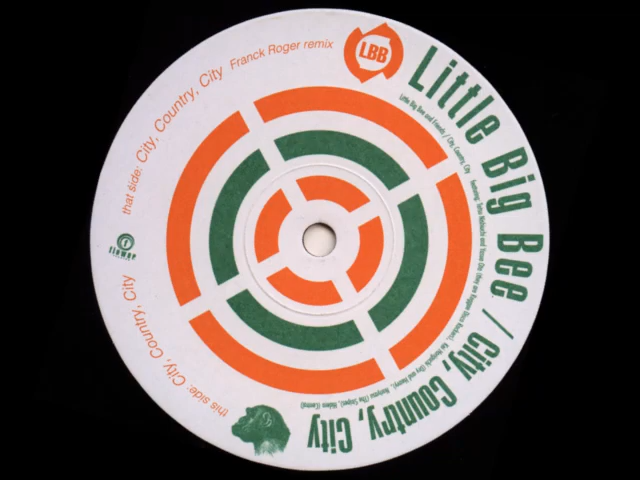 LBB
Little Big Bee / City, Country, City
Little Big Bee and Friends / City, Country, City
that side: City, Country, City Franck Roger remix
flower
this side: City, Country, City